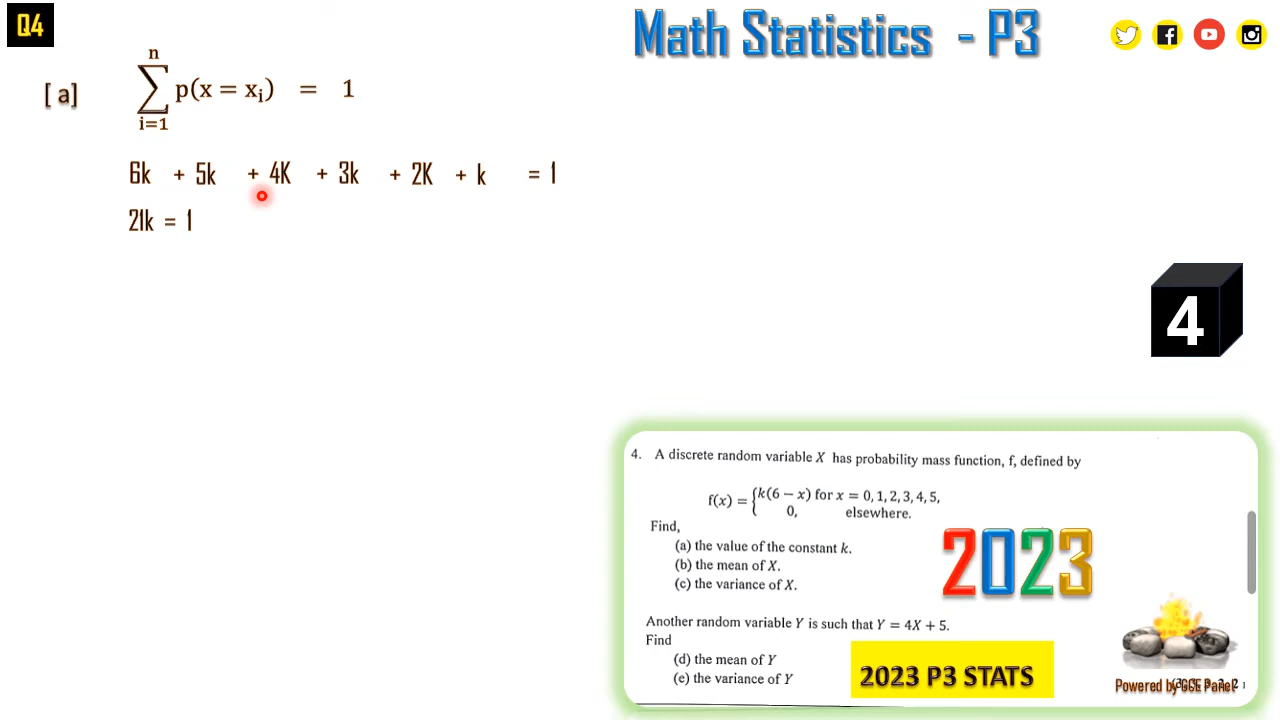 Q4
Math Statistics - P3
[ a]
n
∑ p(x = xᵢ) = 1
i=1
6k + 5k + 4K + 3k + 2K + k = 1
21k = 1
4
4. A discrete random variable X has probability mass function, f, defined by
f(x) = {k(6 − x) for x = 0, 1, 2, 3, 4, 5,
0, elsewhere.
Find,
(a) the value of the constant k.
(b) the mean of X.
(c) the variance of X.
2023
Another random variable Y is such that Y = 4X + 5.
Find
(d) the mean of Y
(e) the variance of Y
2023 P3 STATS
Powered by GCE Panel